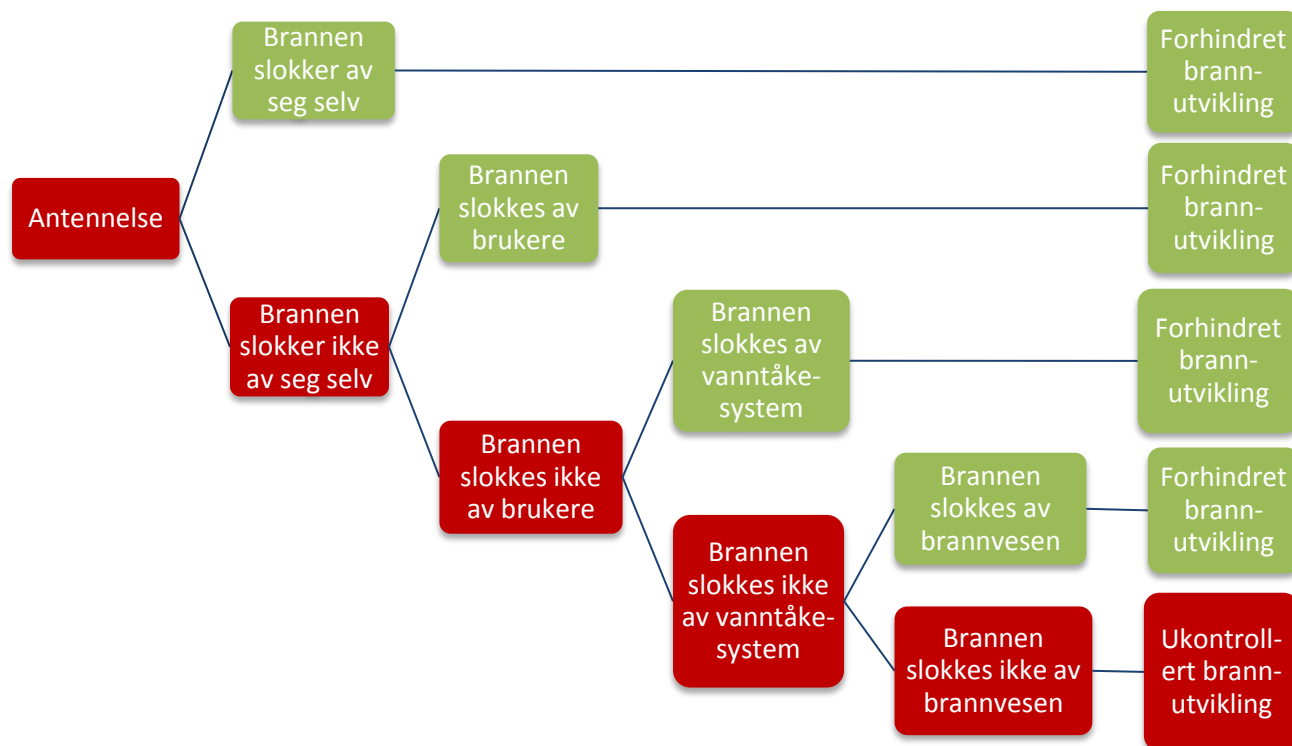 Brannen
slokker av
seg selv
Forhindret
brann-
utvikling
Antennelse
Brannen
slokkes av
brukere
Forhindret
brann-
utvikling
Brannen
slokker ikke
av seg selv
Brannen
slokkes av
vanntåke-
system
Forhindret
brann-
utvikling
Brannen
slokkes ikke
av brukere
Brannen
slokkes av
brannvesen
Forhindret
brann-
utvikling
Brannen
slokkes ikke
av vanntåke-
system
Brannen
slokkes ikke av
brannvesen
Ukontroll-
ert brann-
utvikling